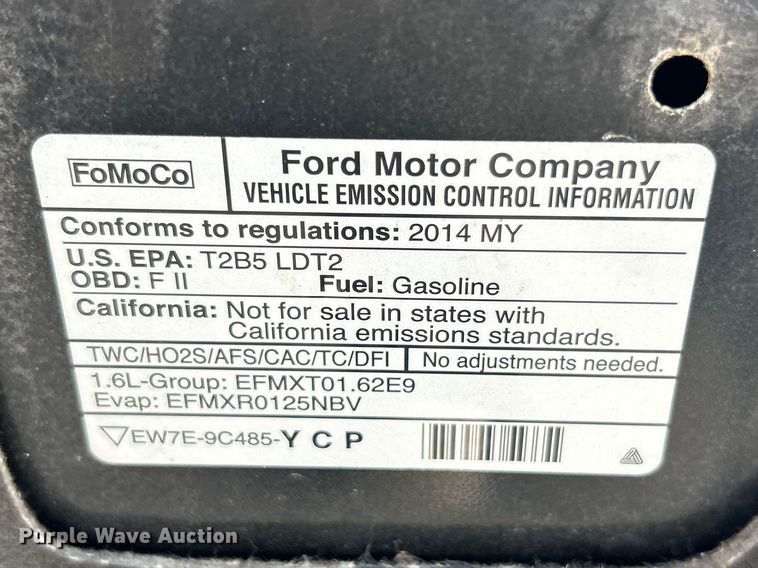 FoMoCo
Ford Motor Company
VEHICLE EMISSION CONTROL INFORMATION
Conforms to regulations: 2014 MY
U.S. EPA: T2B5 LDT2
OBD: F II Fuel: Gasoline
California: Not for sale in states with
California emissions standards.
TWC/HO2S/AFS/CAC/TC/DFI No adjustments needed.
1.6L-Group: EFMXT01.62E9
Evap: EFMXR0125NBV
EW7E-9C485-Y C P
Purple Wave Auction